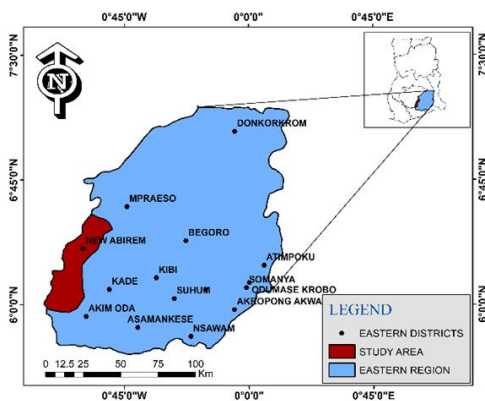 0°45'W 0°0'0" 0°45'E
7°30'0"N 7°30'0"N
N
DONKORKROM
6°45'0"N 6°45'0"N
MPRAESO
BEGORO
NEW ABIREM
ATIMPOKU
KIBI
SOMANYA
KADE
ODUMASE KROBO
SUHUM
6°0'0"N 6°0'0"N
AKROPONG AKWA
AKIM ODA
ASAMANKESE
NSAWAM
LEGEND
EASTERN DISTRICTS
STUDY AREA
EASTERN REGION
0 12.5 25 50 75 100
Km
0°45'W 0°0'0" 0°45'E